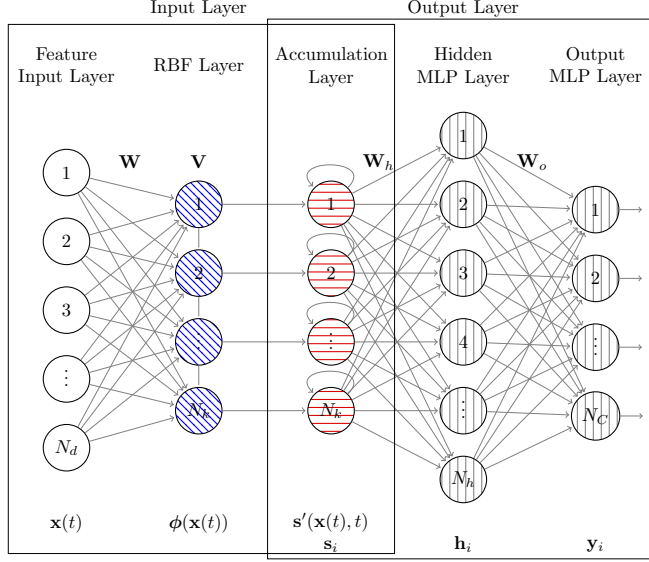 Input Layer
Output Layer
Feature
Input Layer
RBF Layer
Accumulation
Layer
Hidden
MLP Layer
Output
MLP Layer
W
V
W_h
W_o
1
2
3
⋮
N_d
1
2
⋮
N_k
1
2
⋮
N_k
1
2
3
4
⋮
N_h
1
2
⋮
N_C
x(t)
ϕ(x(t))
s′(x(t), t)
s_i
h_i
y_i